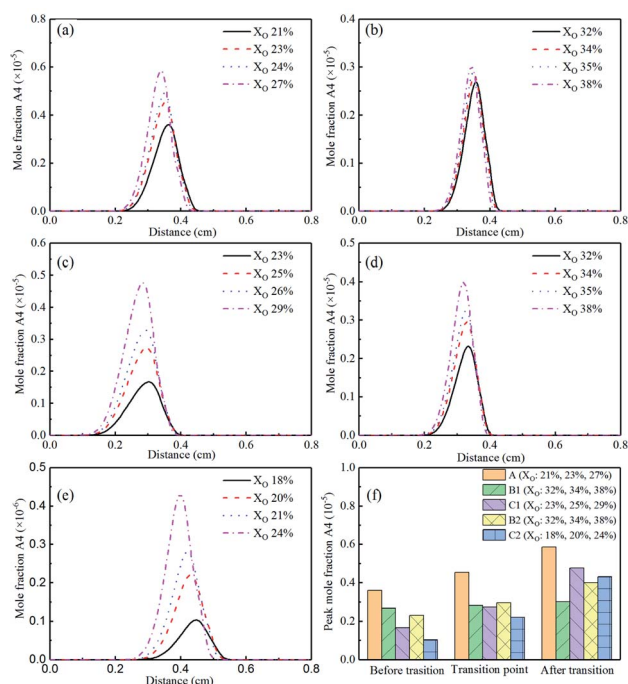 (a)
X_O 21%
X_O 23%
X_O 24%
X_O 27%
Mole fraction A4 (×10⁻⁵)
0.8
0.6
0.4
0.2
0.0
0.0 0.2 0.4 0.6 0.8
Distance (cm)
(b)
X_O 32%
X_O 34%
X_O 35%
X_O 38%
Mole fraction A4 (×10⁻⁵)
0.4
0.3
0.2
0.1
0.0
0.0 0.2 0.4 0.6 0.8
Distance (cm)
(c)
X_O 23%
X_O 25%
X_O 26%
X_O 29%
Mole fraction A4 (×10⁻⁵)
0.6
0.5
0.4
0.3
0.2
0.1
0.0
0.0 0.2 0.4 0.6 0.8
Distance (cm)
(d)
X_O 32%
X_O 34%
X_O 35%
X_O 38%
Mole fraction A4 (×10⁻⁵)
0.5
0.4
0.3
0.2
0.1
0.0
0.0 0.2 0.4 0.6 0.8
Distance (cm)
(e)
X_O 18%
X_O 20%
X_O 21%
X_O 24%
Mole fraction A4 (×10⁻⁶)
0.5
0.4
0.3
0.2
0.1
0.0
0.0 0.2 0.4 0.6 0.8
Distance (cm)
(f)
A (X_O: 21%, 23%, 27%)
B1 (X_O: 32%, 34%, 38%)
C1 (X_O: 23%, 25%, 29%)
B2 (X_O: 32%, 34%, 38%)
C2 (X_O: 18%, 20%, 24%)
Peak mole fraction A4 (10⁻⁵)
1.0
0.8
0.6
0.4
0.2
0.0
Before trasition Transition point After transition